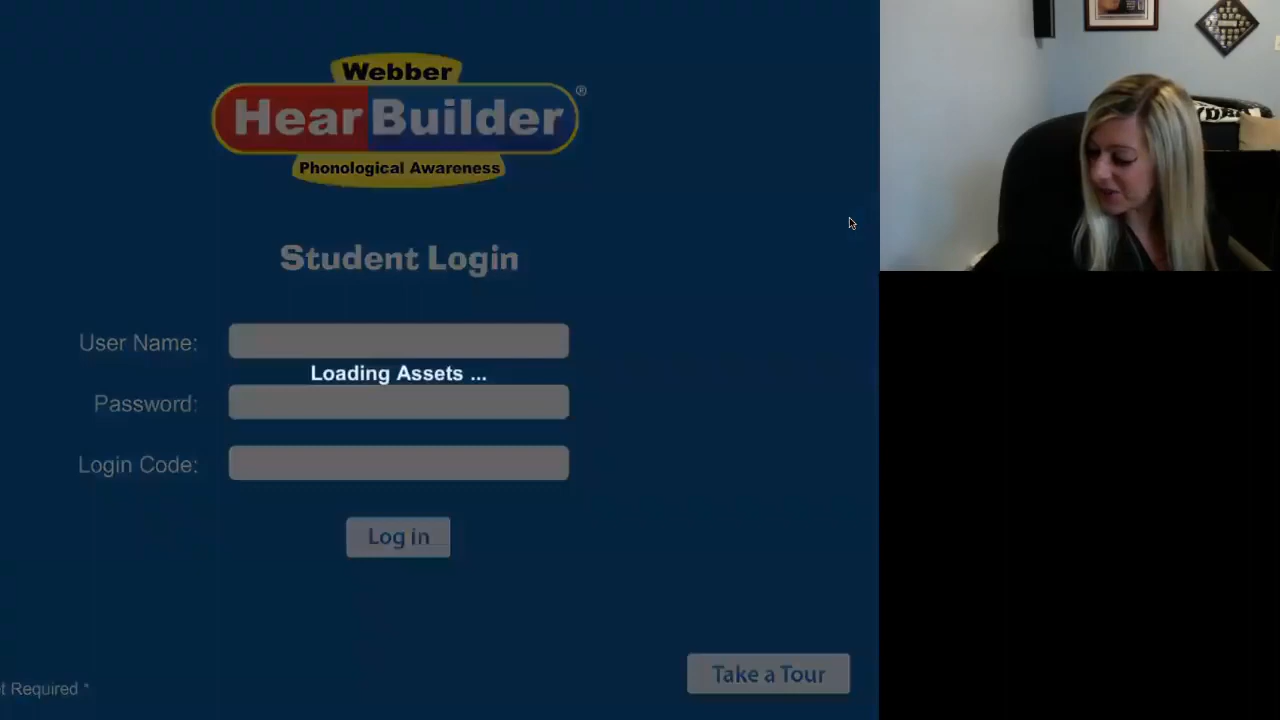 Webber
HearBuilder®
Phonological Awareness
Student Login
User Name:
Loading Assets ...
Password:
Login Code:
Log in
Take a Tour
Required *